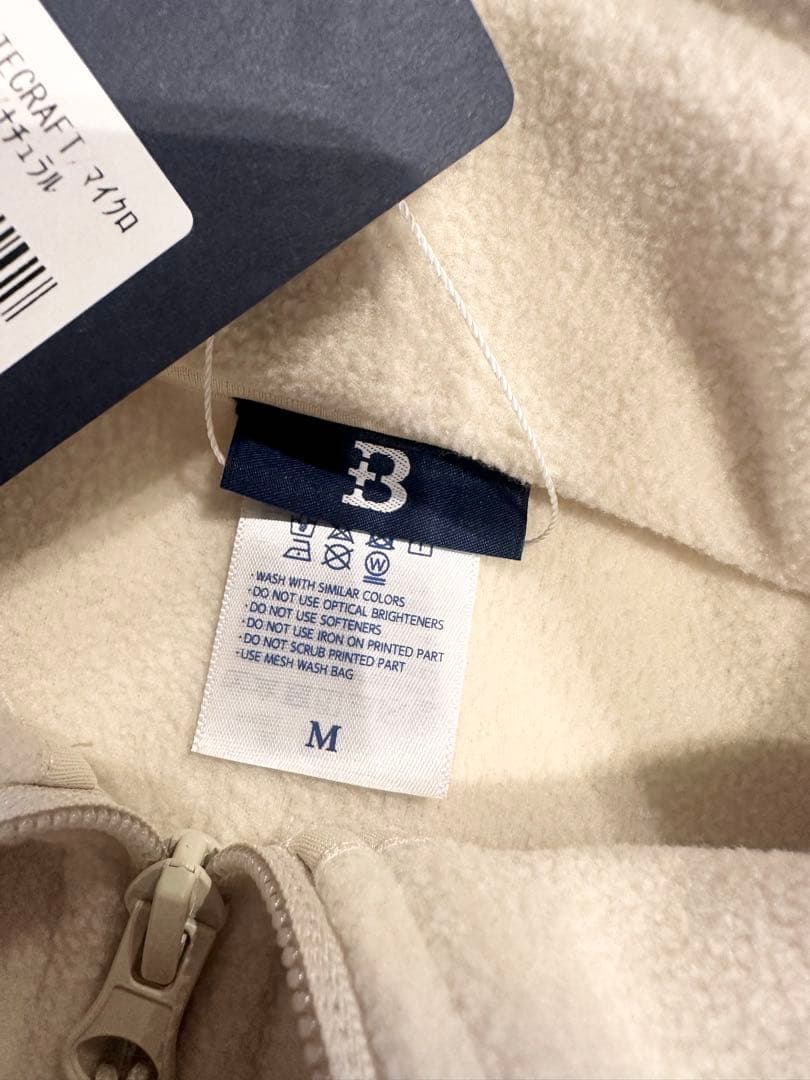 TECRAFT マイクロ
ナチュラル
B
W
・WASH WITH SIMILAR COLORS
・DO NOT USE OPTICAL BRIGHTENERS
・DO NOT USE SOFTENERS
・DO NOT USE IRON ON PRINTED PART
・DO NOT SCRUB PRINTED PART
・USE MESH WASH BAG
M